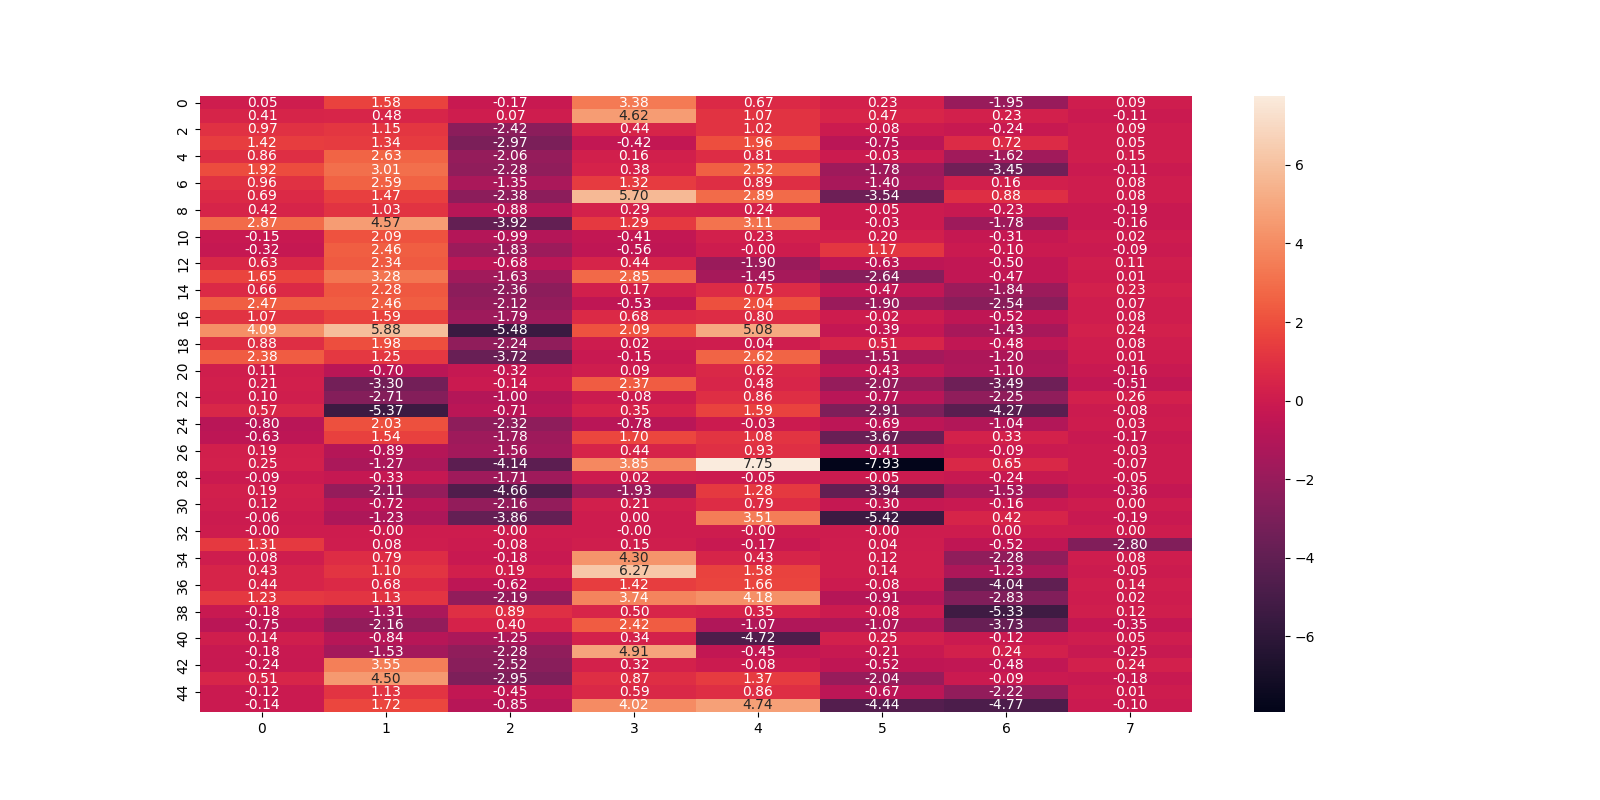 0 0.05 1.58 -0.17 3.38 0.67 0.23 -1.95 0.09
0.41 0.48 0.07 4.62 1.07 0.47 0.23 -0.11
2 0.97 1.15 -2.42 0.44 1.02 -0.08 -0.24 0.09
1.42 1.34 -2.97 -0.42 1.96 -0.75 0.72 0.05
4 0.86 2.63 -2.06 0.16 0.81 -0.03 -1.62 0.15
1.92 3.01 -2.28 0.38 2.52 -1.78 -3.45 -0.11
6 0.96 2.59 -1.35 1.32 0.89 -1.40 0.16 0.08
0.69 1.47 -2.38 5.70 2.89 -3.54 0.88 0.08
8 0.42 1.03 -0.88 0.29 0.24 -0.05 -0.23 -0.19
2.87 4.57 -3.92 1.29 3.11 -0.03 -1.78 -0.16
10 -0.15 2.09 -0.99 -0.41 0.23 0.20 -0.31 0.02
-0.32 2.46 -1.83 -0.56 -0.00 1.17 -0.10 -0.09
12 0.63 2.34 -0.68 0.44 -1.90 -0.63 -0.50 0.11
1.65 3.28 -1.63 2.85 -1.45 -2.64 -0.47 0.01
14 0.66 2.28 -2.36 0.17 0.75 -0.47 -1.84 0.23
2.47 2.46 -2.12 -0.53 2.04 -1.90 -2.54 0.07
16 1.07 1.59 -1.79 0.68 0.80 -0.02 -0.52 0.08
4.09 5.88 -5.48 2.09 5.08 -0.39 -1.43 0.24
18 0.88 1.98 -2.24 0.02 0.04 0.51 -0.48 0.08
2.38 1.25 -3.72 -0.15 2.62 -1.51 -1.20 0.01
20 0.11 -0.70 -0.32 0.09 0.62 -0.43 -1.10 -0.16
0.21 -3.30 -0.14 2.37 0.48 -2.07 -3.49 -0.51
22 0.10 -2.71 -1.00 -0.08 0.86 -0.77 -2.25 0.26
0.57 -5.37 -0.71 0.35 1.59 -2.91 -4.27 -0.08
24 -0.80 2.03 -2.32 -0.78 -0.03 -0.69 -1.04 0.03
-0.63 1.54 -1.78 1.70 1.08 -3.67 0.33 -0.17
26 0.19 -0.89 -1.56 0.44 0.93 -0.41 -0.09 -0.03
0.25 -1.27 -4.14 3.85 7.75 -7.93 0.65 -0.07
28 -0.09 -0.33 -1.71 0.02 -0.05 -0.05 -0.24 -0.05
0.19 -2.11 -4.66 -1.93 1.28 -3.94 -1.53 -0.36
30 0.12 -0.72 -2.16 0.21 0.79 -0.30 -0.16 0.00
-0.06 -1.23 -3.86 0.00 3.51 -5.42 0.42 -0.19
32 -0.00 -0.00 -0.00 -0.00 -0.00 -0.00 0.00 0.00
1.31 0.08 -0.08 0.15 -0.17 0.04 -0.52 -2.80
34 0.08 0.79 -0.18 4.30 0.43 0.12 -2.28 0.08
0.43 1.10 0.19 6.27 1.58 0.14 -1.23 -0.05
36 0.44 0.68 -0.62 1.42 1.66 -0.08 -4.04 0.14
1.23 1.13 -2.19 3.74 4.18 -0.91 -2.83 0.02
38 -0.18 -1.31 0.89 0.50 0.35 -0.08 -5.33 0.12
-0.75 -2.16 0.40 2.42 -1.07 -1.07 -3.73 -0.35
40 0.14 -0.84 -1.25 0.34 -4.72 0.25 -0.12 0.05
-0.18 -1.53 -2.28 4.91 -0.45 -0.21 0.24 -0.25
42 -0.24 3.55 -2.52 0.32 -0.08 -0.52 -0.48 0.24
0.51 4.50 -2.95 0.87 1.37 -2.04 -0.09 -0.18
44 -0.12 1.13 -0.45 0.59 0.86 -0.67 -2.22 0.01
-0.14 1.72 -0.85 4.02 4.74 -4.44 -4.77 -0.10
0 1 2 3 4 5 6 7
6
4
2
0
−2
−4
−6